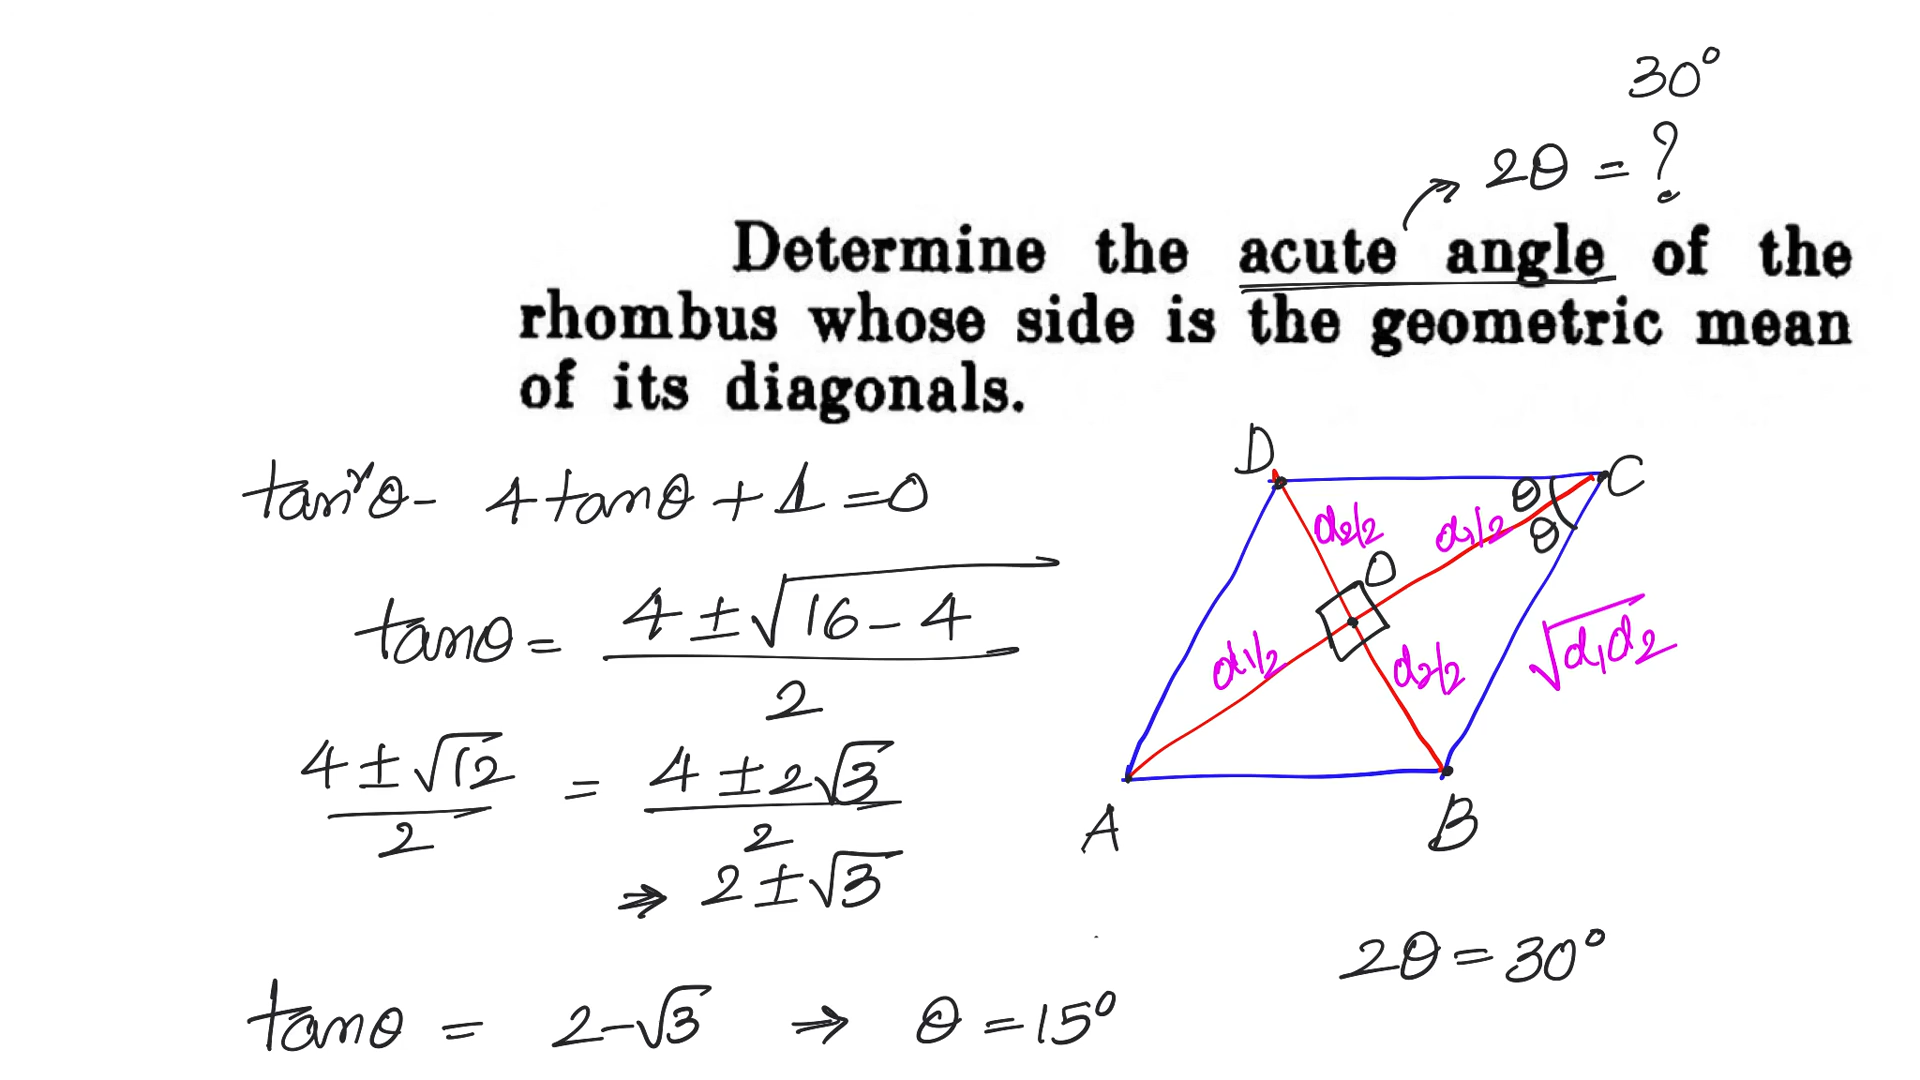 30°
2θ = ?
Determine the acute angle of the
rhombus whose side is the geometric mean
of its diagonals.
tan²θ - 4tanθ + 1 = 0
tanθ = (4 ± √(16 - 4))/2
(4 ± √12)/2 = (4 ± 2√3)/2
⇒ 2 ± √3
tanθ = 2-√3 ⇒ θ = 15°
D
C
θ
θ
d₂/2
d₁/2
O
d₁/2
d₂/2
√d₁d₂
A
B
2θ = 30°